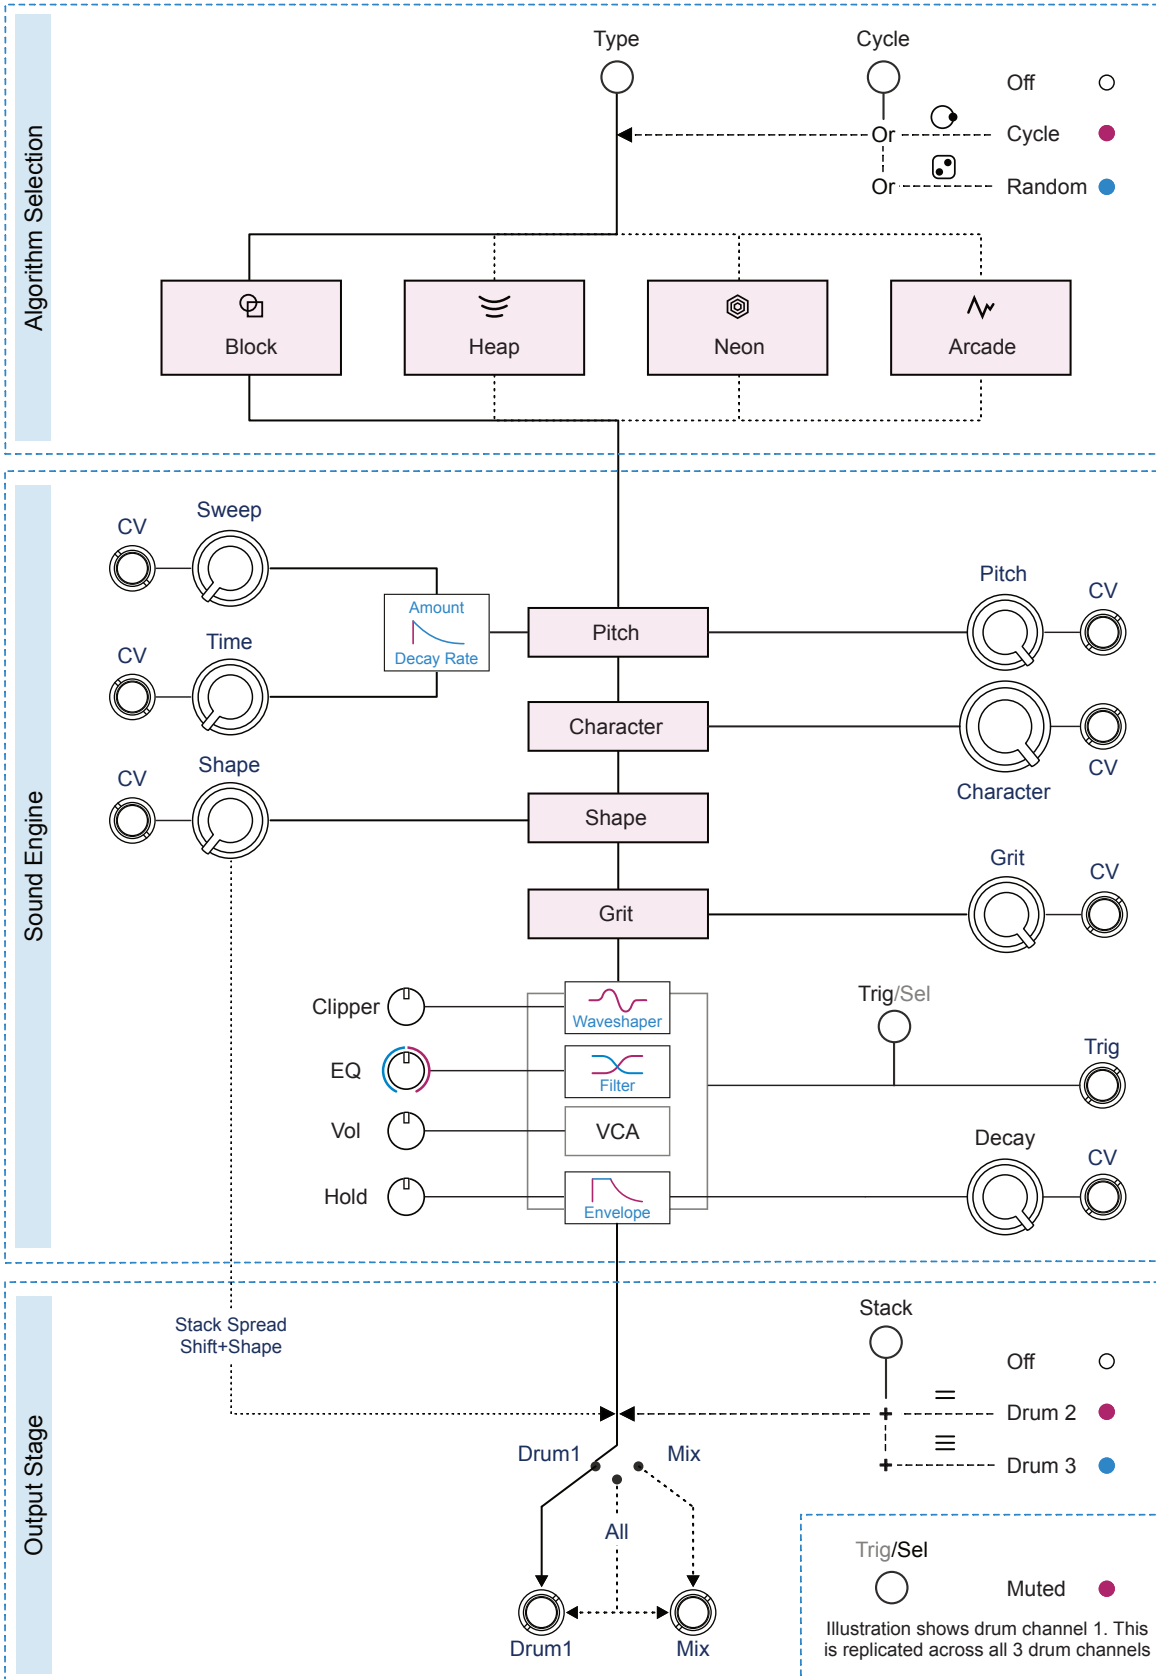 Algorithm Selection
Type
Cycle
Off
Or
Cycle
Or
Random
Block
Heap
Neon
Arcade
Sound Engine
CV
Sweep
Amount
Decay Rate
CV
Time
Pitch
Pitch
CV
Character
Character
CV
CV
Shape
Shape
Grit
Grit
CV
Clipper
Waveshaper
EQ
Filter
Vol
VCA
Hold
Envelope
Trig/Sel
Trig
Decay
CV
Output Stage
Stack Spread
Shift+Shape
Stack
Off
+
Drum 2
+
Drum 3
Drum1
Mix
All
Drum1
Mix
Trig/Sel
Muted
Illustration shows drum channel 1. This
is replicated across all 3 drum channels